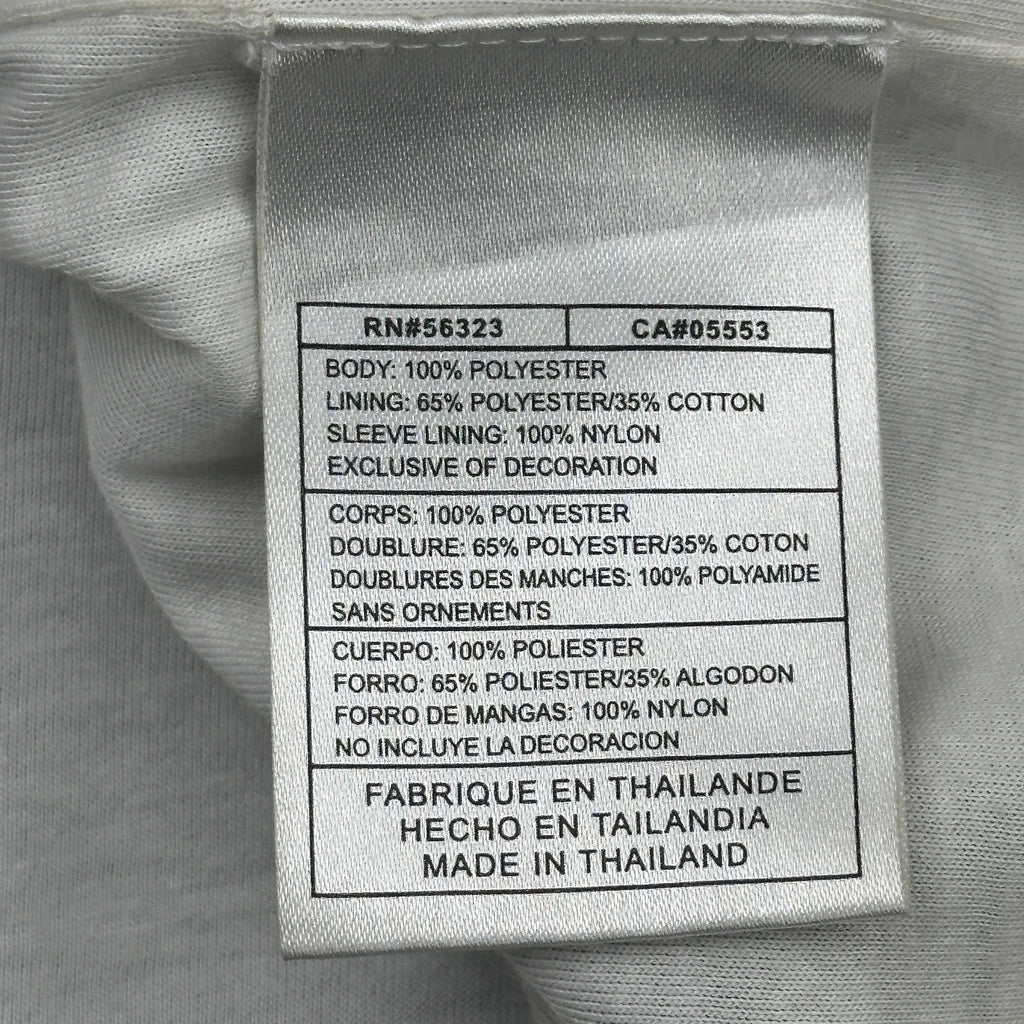 RN#56323 CA#05553
BODY: 100% POLYESTER
LINING: 65% POLYESTER/35% COTTON
SLEEVE LINING: 100% NYLON
EXCLUSIVE OF DECORATION
CORPS: 100% POLYESTER
DOUBLURE: 65% POLYESTER/35% COTON
DOUBLURES DES MANCHES: 100% POLYAMIDE
SANS ORNEMENTS
CUERPO: 100% POLIESTER
FORRO: 65% POLIESTER/35% ALGODON
FORRO DE MANGAS: 100% NYLON
NO INCLUYE LA DECORACION
FABRIQUE EN THAILANDE
HECHO EN TAILANDIA
MADE IN THAILAND